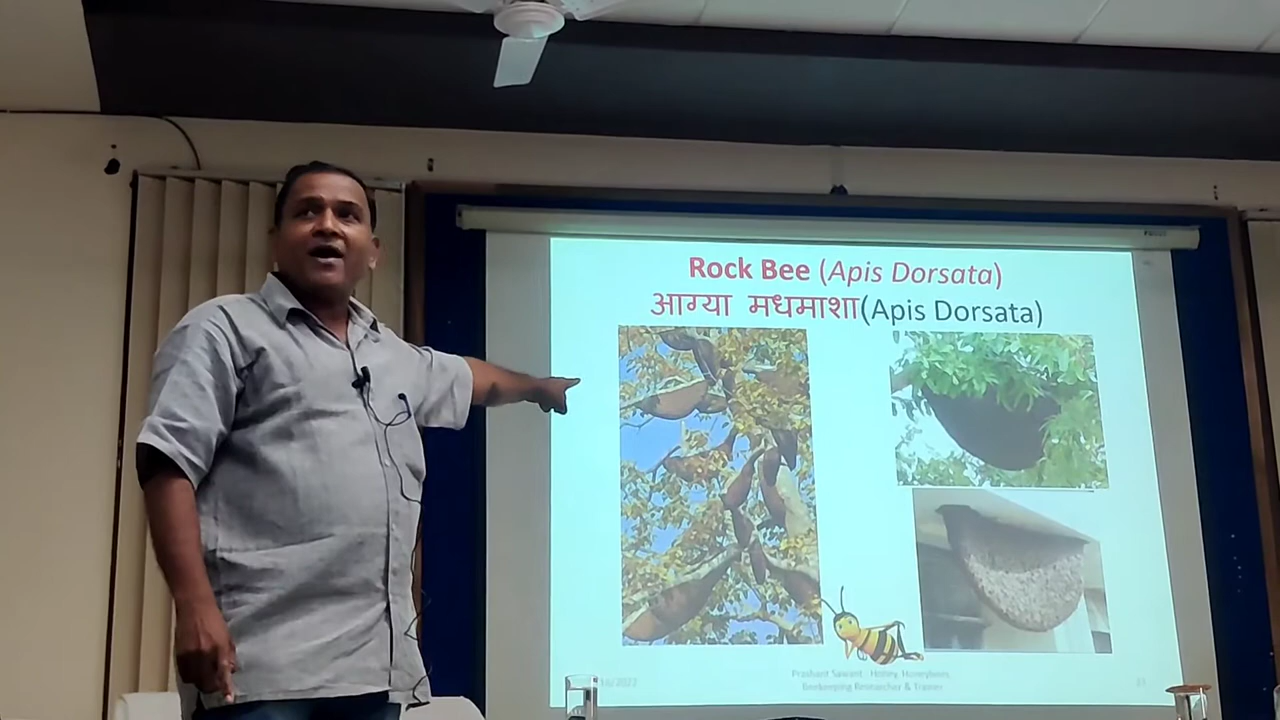 Rock Bee (Apis Dorsata)
आग्या मधमाशा(Apis Dorsata)
Prashant Sawant : Honey, Honeybees,
Beekeeping Researcher & Trainer